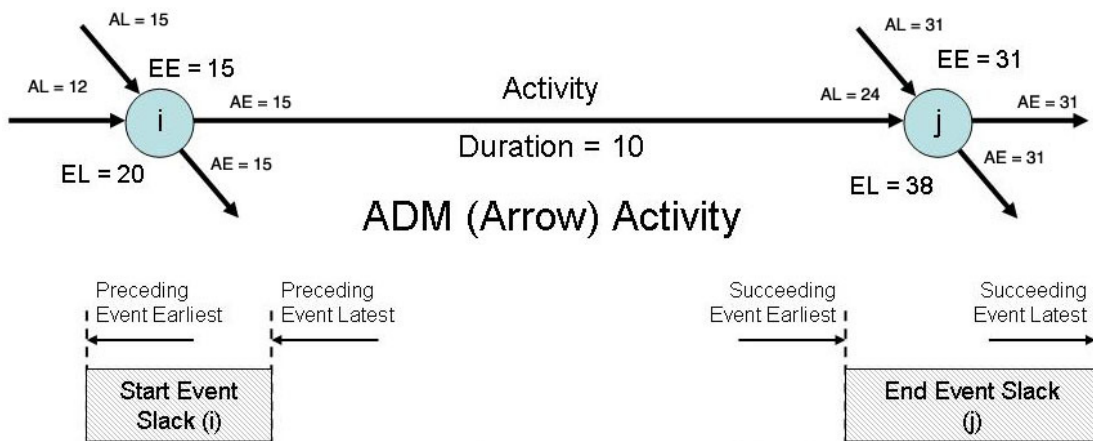 AL = 15
EE = 15
AL = 12
i
AE = 15
EL = 20
AE = 15
Activity
Duration = 10
AL = 24
AL = 31
EE = 31
j
AE = 31
AE = 31
EL = 38
ADM (Arrow) Activity
Preceding
Event Earliest
Preceding
Event Latest
Succeeding
Event Earliest
Succeeding
Event Latest
Start Event
Slack (i)
End Event Slack
(j)